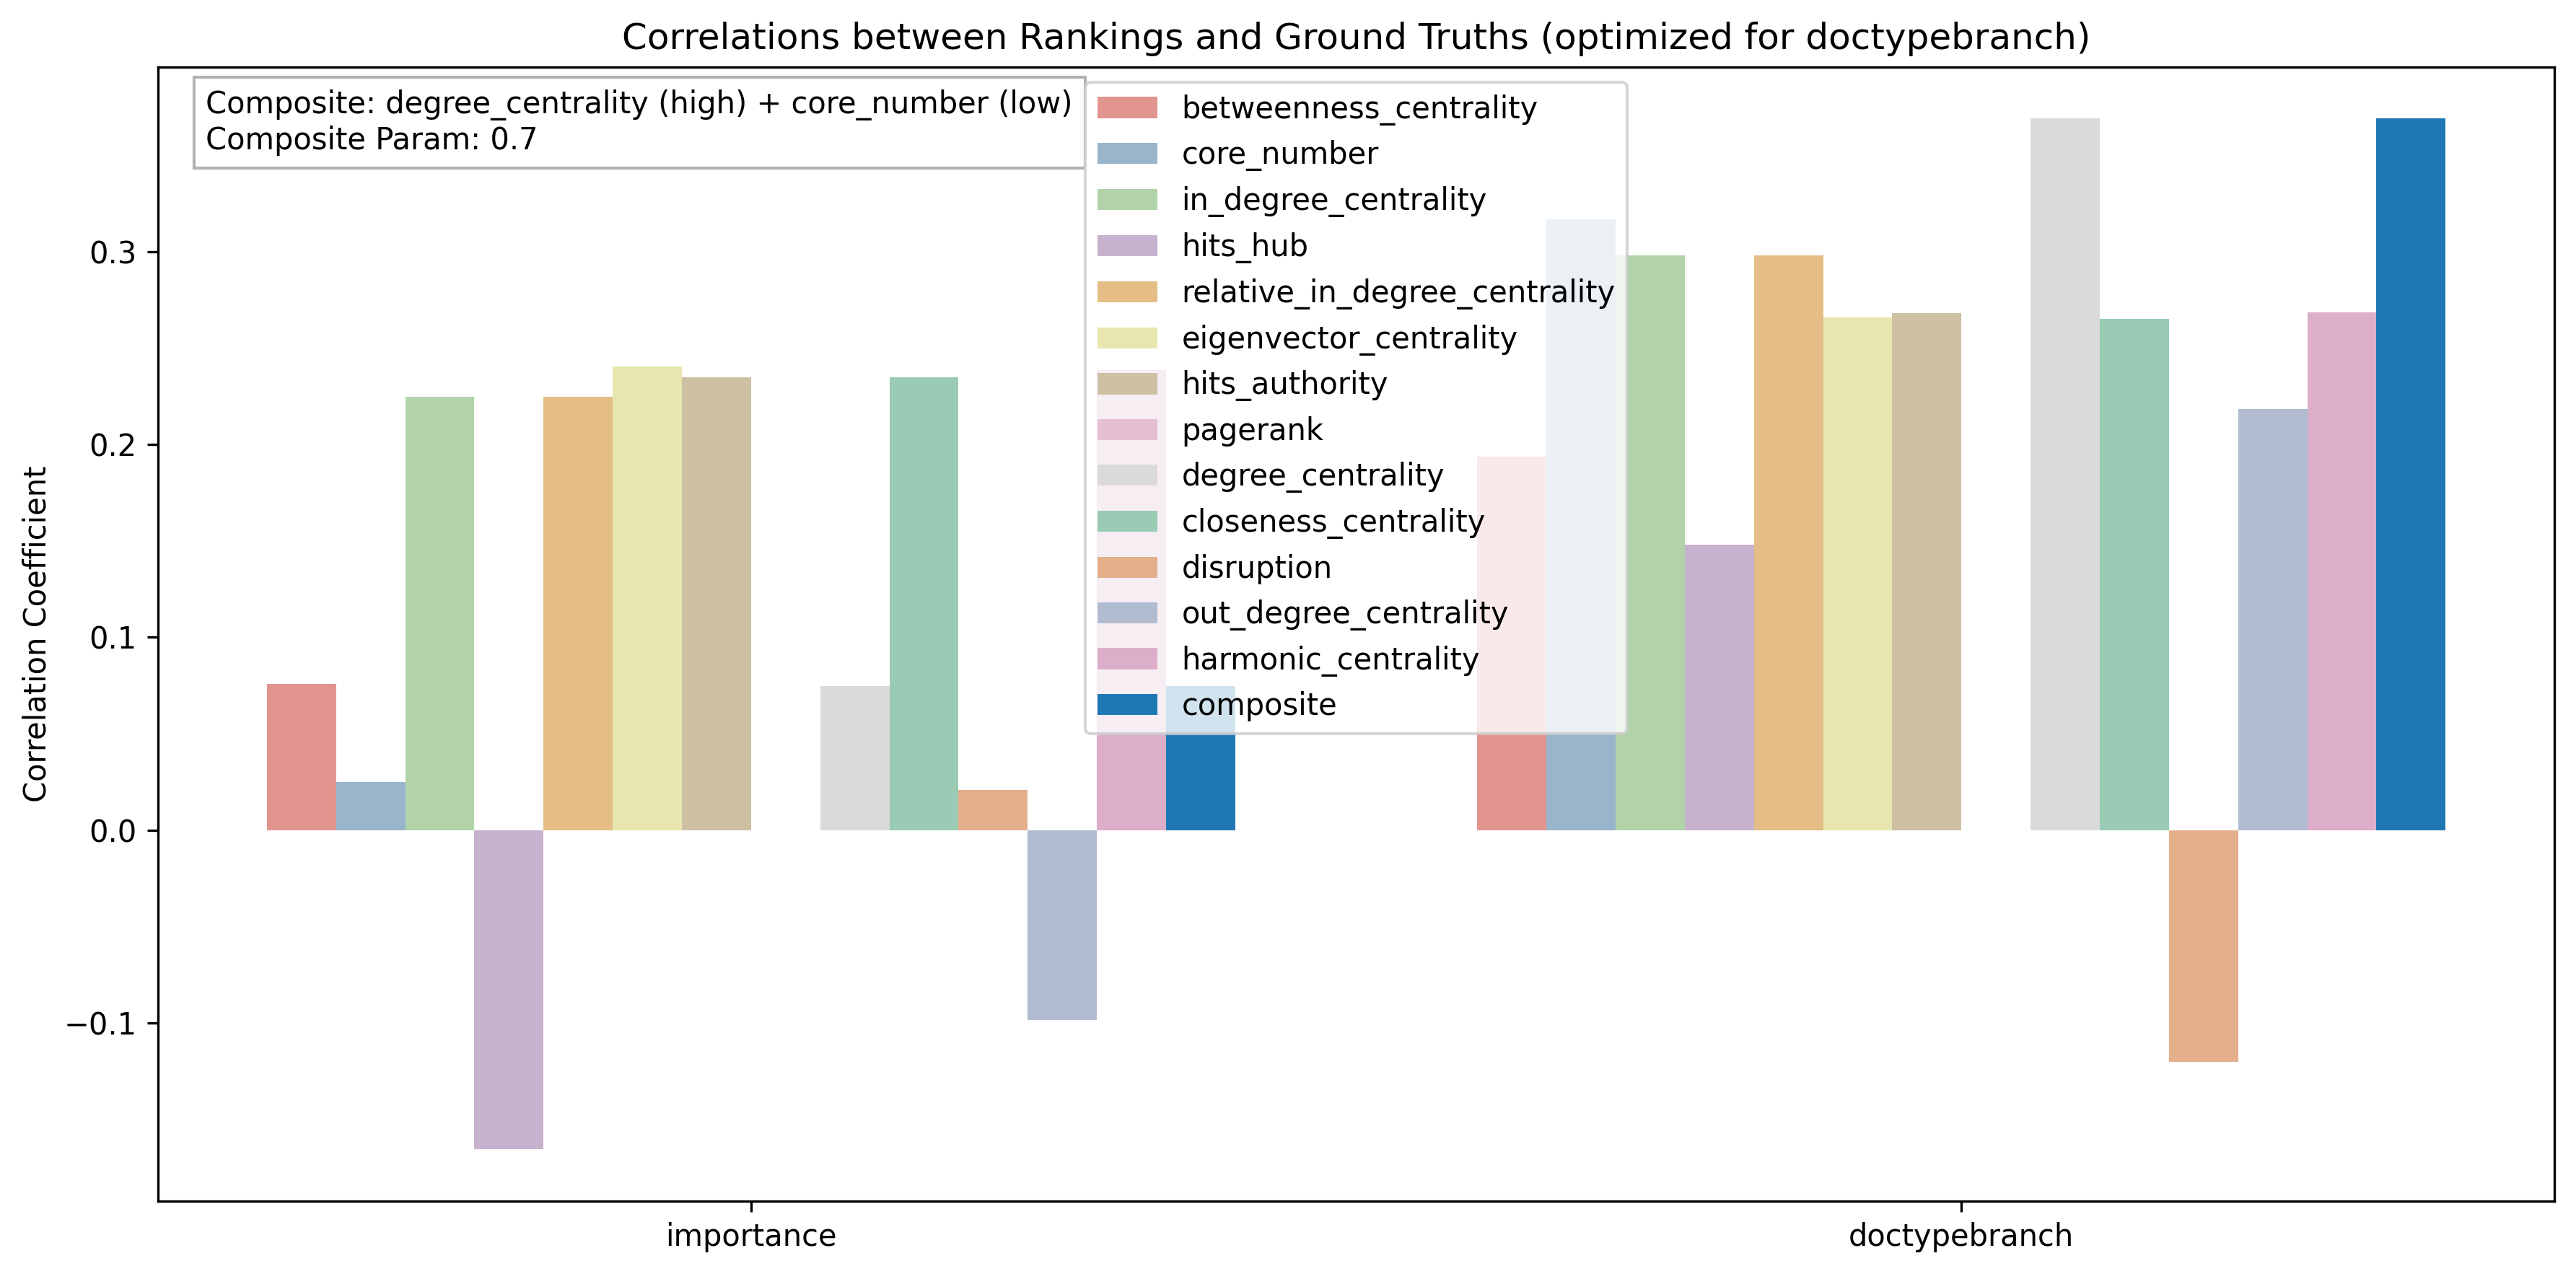 Correlations between Rankings and Ground Truths (optimized for doctypebranch)
Composite: degree_centrality (high) + core_number (low)
Composite Param: 0.7
betweenness_centrality
core_number
in_degree_centrality
hits_hub
relative_in_degree_centrality
eigenvector_centrality
hits_authority
pagerank
degree_centrality
closeness_centrality
disruption
out_degree_centrality
harmonic_centrality
composite
Correlation Coefficient
0.3
0.2
0.1
0.0
−0.1
importance
doctypebranch